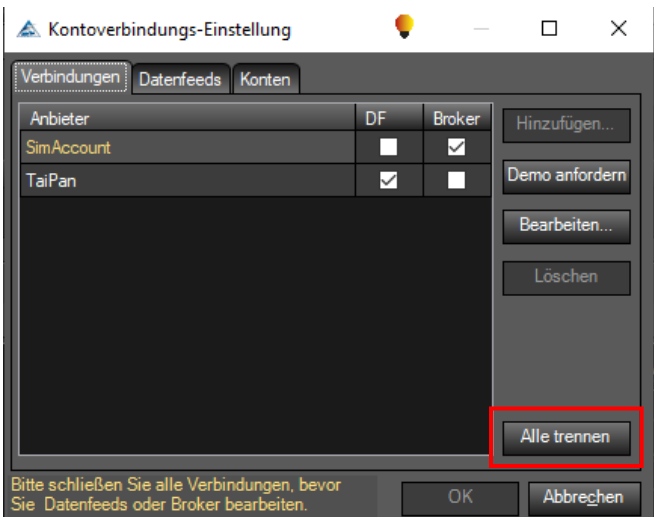 Kontoverbindungs-Einstellung
Verbindungen Datenfeeds Konten
Anbieter DF Broker
Hinzufügen...
SimAccount
TaiPan
Demo anfordern
Bearbeiten...
Löschen
Alle trennen
Bitte schließen Sie alle Verbindungen, bevor
Sie Datenfeeds oder Broker bearbeiten.
OK Abbrechen